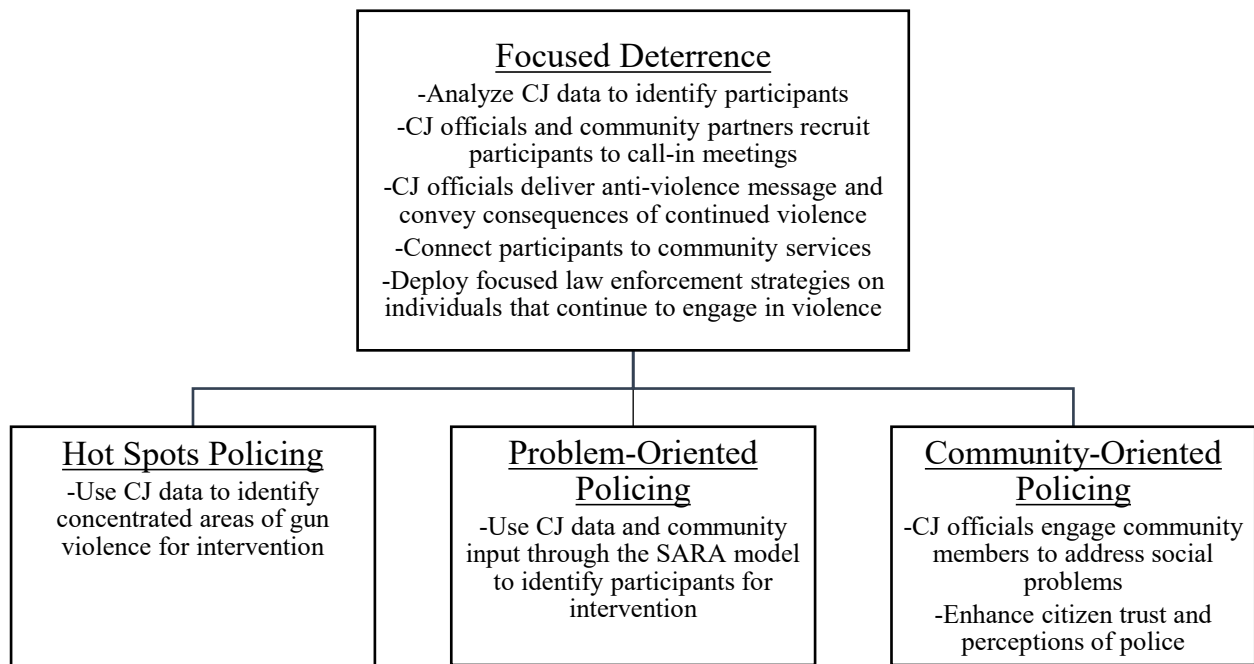 Focused Deterrence
-Analyze CJ data to identify participants
-CJ officials and community partners recruit
participants to call-in meetings
-CJ officials deliver anti-violence message and
convey consequences of continued violence
-Connect participants to community services
-Deploy focused law enforcement strategies on
individuals that continue to engage in violence
Hot Spots Policing
-Use CJ data to identify
concentrated areas of gun
violence for intervention
Problem-Oriented
Policing
-Use CJ data and community
input through the SARA model
to identify participants for
intervention
Community-Oriented
Policing
-CJ officials engage community
members to address social
problems
-Enhance citizen trust and
perceptions of police